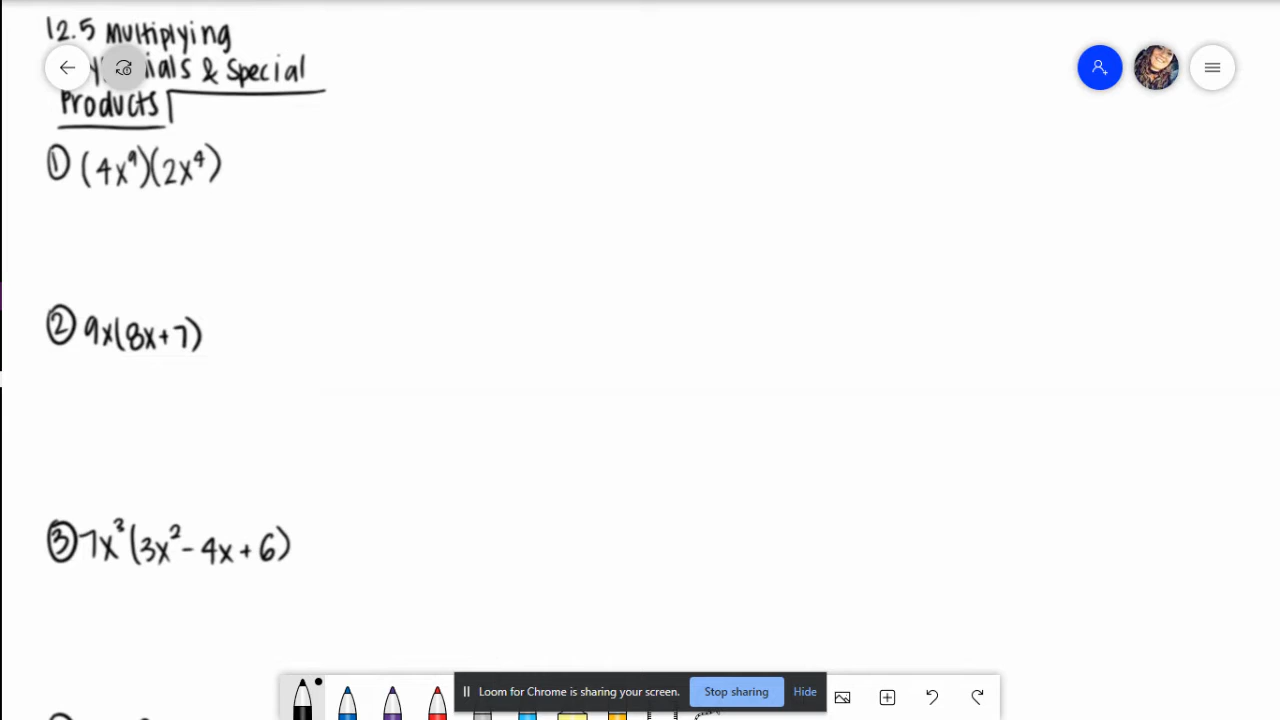 12.5 Multiplying
& Special
Products
① (4x⁹)(2x⁴)
② 9x(8x+7)
③ 7x³(3x²-4x+6)
Loom for Chrome is sharing your screen. Stop sharing Hide